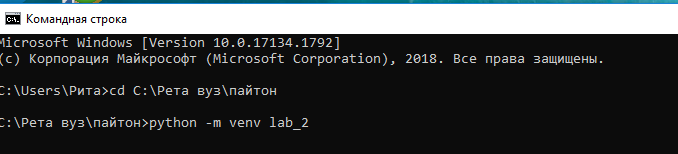 Командная строка
Microsoft Windows [Version 10.0.17134.1792]
(c) Корпорация Майкрософт (Microsoft Corporation), 2018. Все права защищены.
C:\Users\Рита>cd C:\Рета вуз\пайтон
C:\Рета вуз\пайтон>python -m venv lab_2